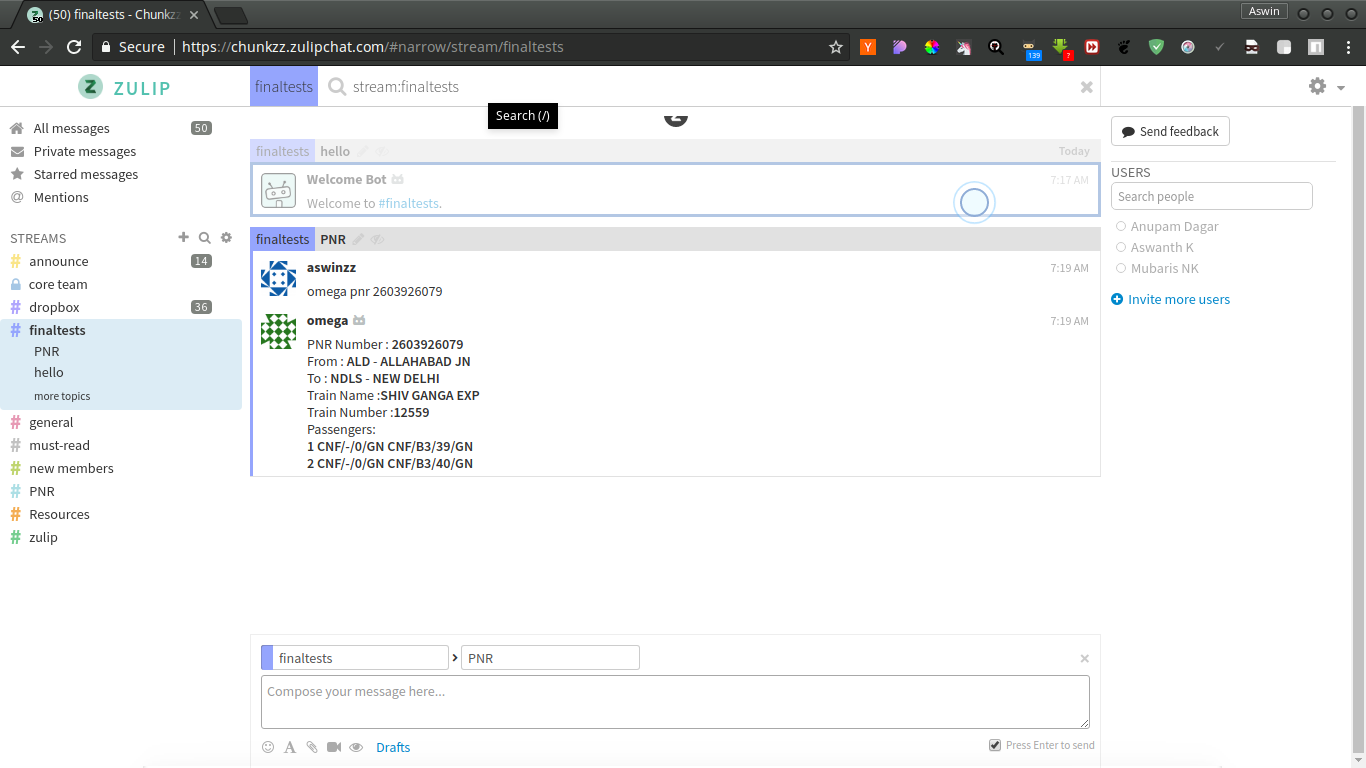 (50) finaltests - Chunkzz
Aswin
Secure https://chunkzz.zulipchat.com/#narrow/stream/finaltests
139
?
ZULIP
finaltests stream:finaltests
Search (/)
All messages 50
Private messages
Starred messages
Mentions
STREAMS
announce 14
core team
dropbox 36
finaltests
PNR
hello
more topics
general
must-read
new members
PNR
Resources
zulip
finaltests hello Today
Welcome Bot 7:17 AM
Welcome to #finaltests.
finaltests PNR
aswinzz 7:19 AM
omega pnr 2603926079
omega 7:19 AM
PNR Number : 2603926079
From : ALD - ALLAHABAD JN
To : NDLS - NEW DELHI
Train Name :SHIV GANGA EXP
Train Number :12559
Passengers:
1 CNF/-/0/GN CNF/B3/39/GN
2 CNF/-/0/GN CNF/B3/40/GN
finaltests › PNR
Compose your message here...
Drafts
Press Enter to send
Send feedback
USERS
Search people
Anupam Dagar
Aswanth K
Mubaris NK
Invite more users